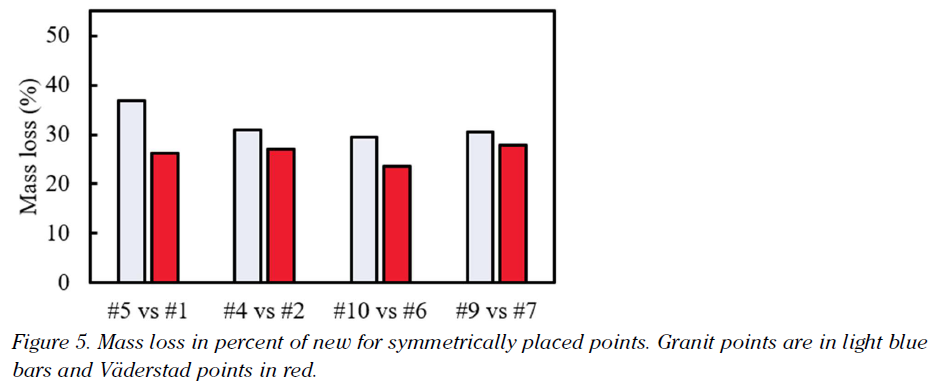 50
40
30
20
10
0
Mass loss (%)
#5 vs #1 #4 vs #2 #10 vs #6 #9 vs #7
Figure 5. Mass loss in percent of new for symmetrically placed points. Granit points are in light blue
bars and Väderstad points in red.